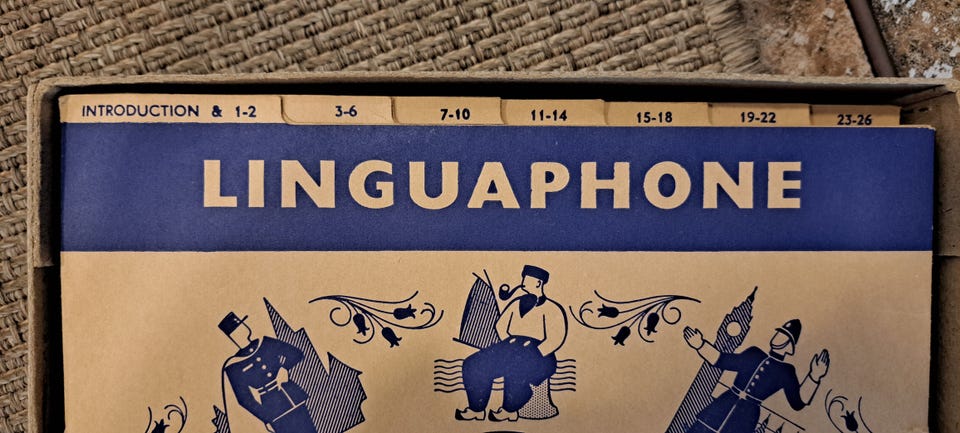 INTRODUCTION & 1-2 3-6 7-10 11-14 15-18 19-22 23-26
LINGUAPHONE